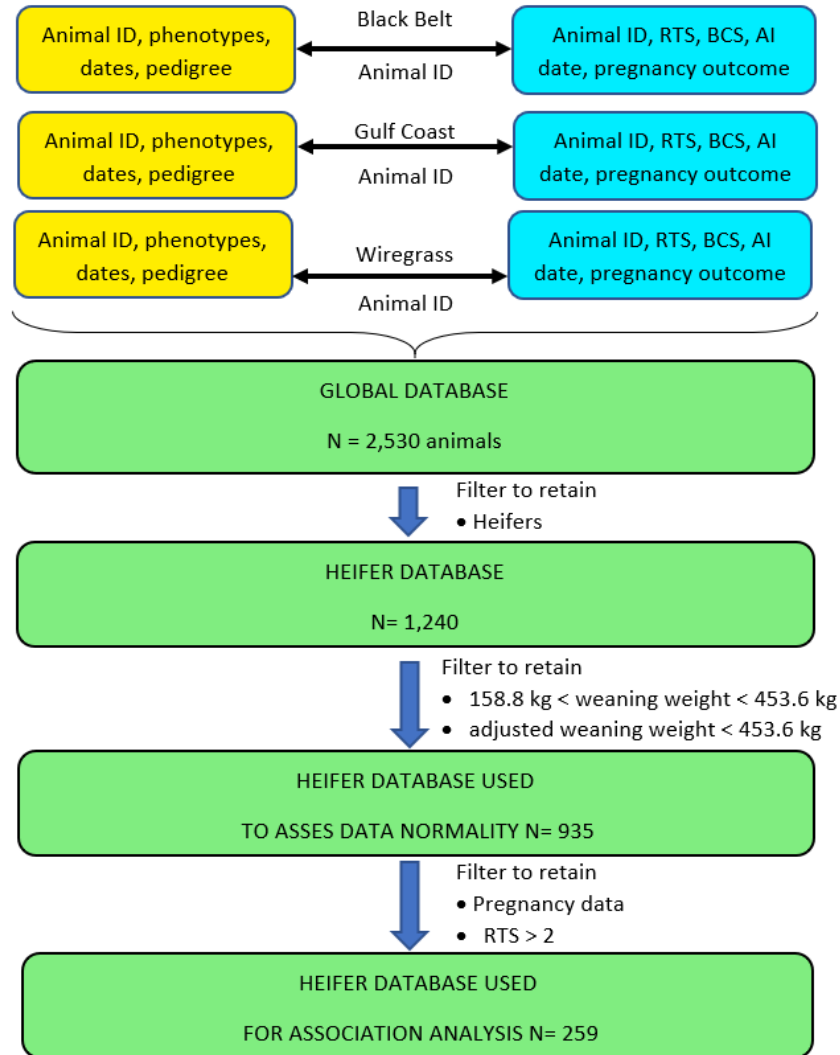 Animal ID, phenotypes,
dates, pedigree
Black Belt
Animal ID
Animal ID, RTS, BCS, AI
date, pregnancy outcome
Animal ID, phenotypes,
dates, pedigree
Gulf Coast
Animal ID
Animal ID, RTS, BCS, AI
date, pregnancy outcome
Animal ID, phenotypes,
dates, pedigree
Wiregrass
Animal ID
Animal ID, RTS, BCS, AI
date, pregnancy outcome
GLOBAL DATABASE
N = 2,530 animals
Filter to retain
• Heifers
HEIFER DATABASE
N= 1,240
Filter to retain
• 158.8 kg < weaning weight < 453.6 kg
• adjusted weaning weight < 453.6 kg
HEIFER DATABASE USED
TO ASSES DATA NORMALITY N= 935
Filter to retain
• Pregnancy data
• RTS > 2
HEIFER DATABASE USED
FOR ASSOCIATION ANALYSIS N= 259